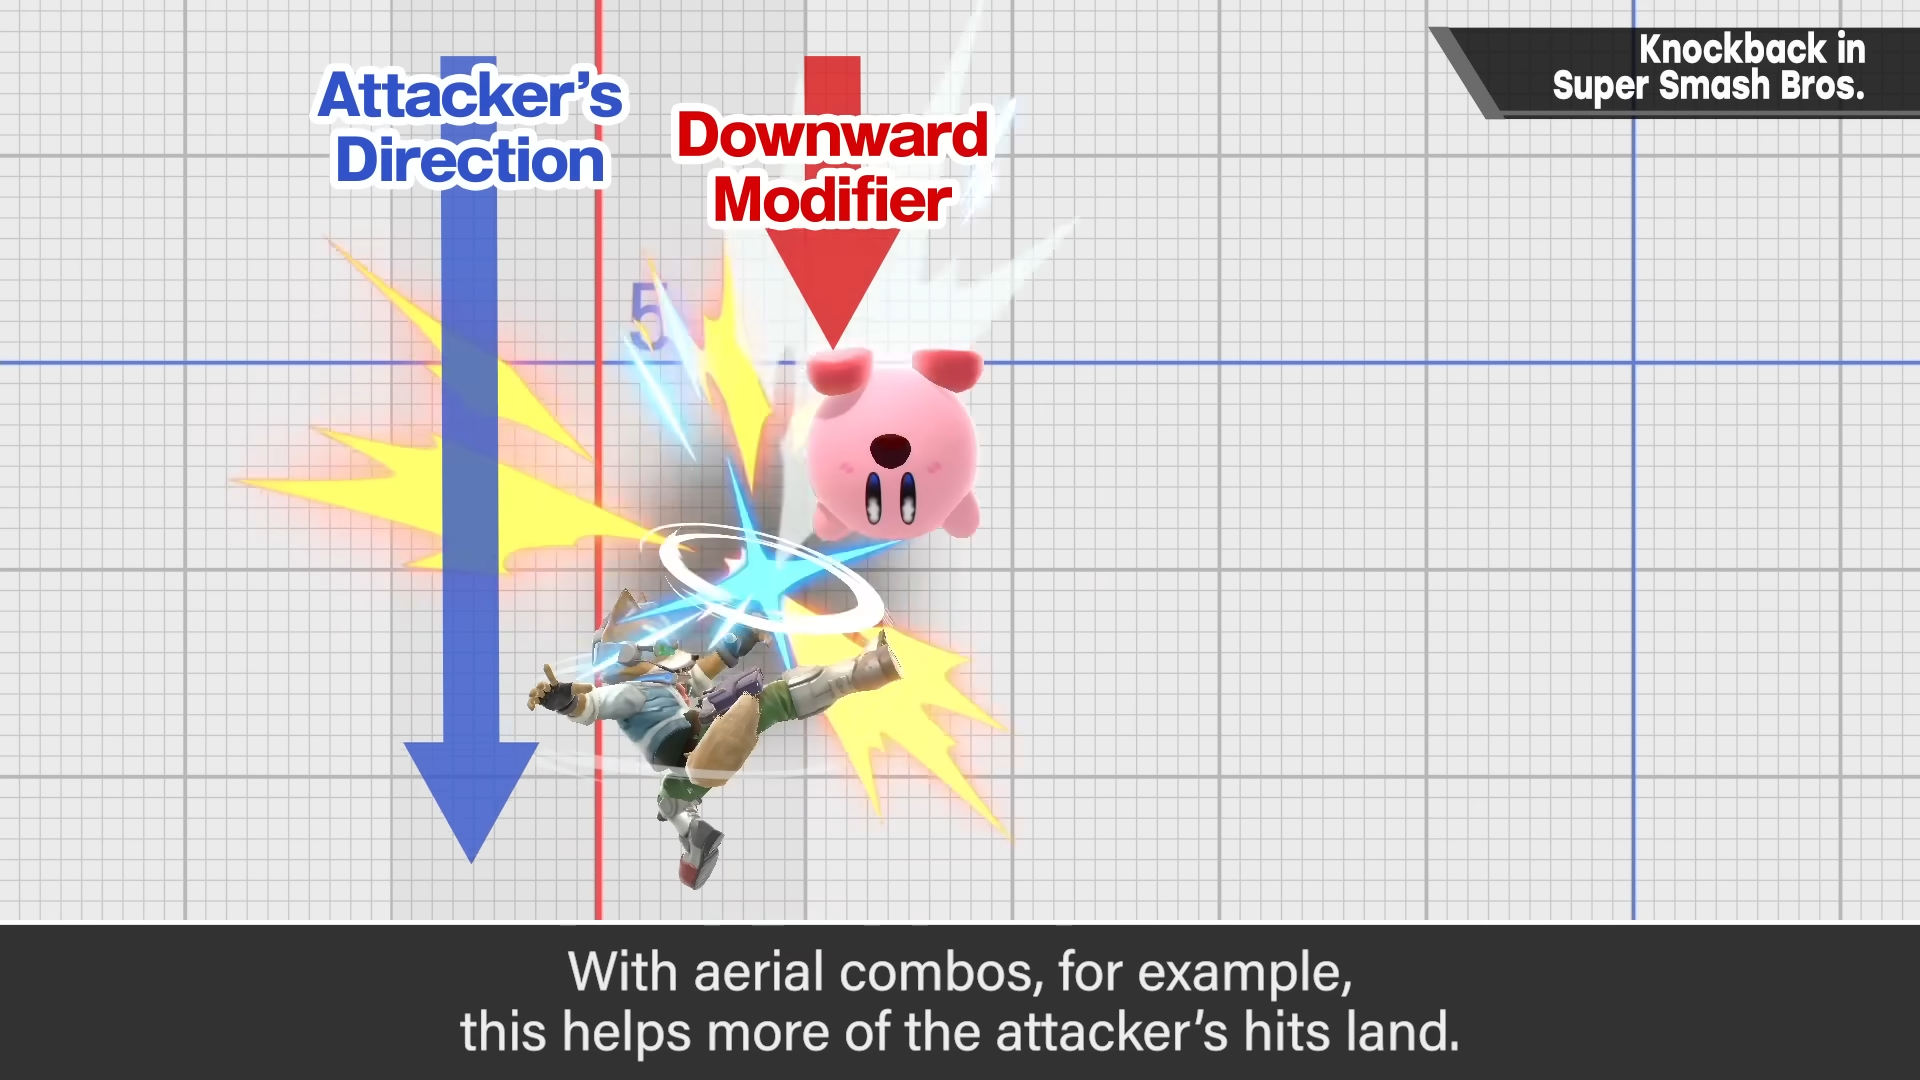 Knockback in
Super Smash Bros.
Attacker's
Direction
Downward
Modifier
5
With aerial combos, for example,
this helps more of the attacker's hits land.